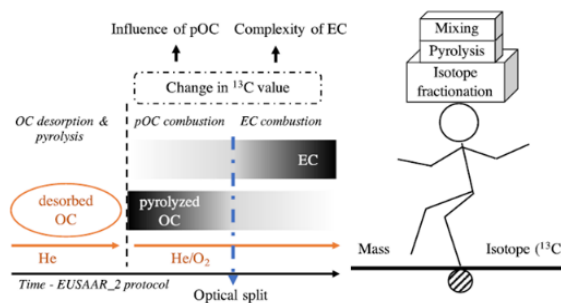 Influence of pOC
Complexity of EC
Change in ¹³C value
OC desorption &
pyrolysis
pOC combustion
EC combustion
EC
desorbed
OC
pyrolyzed
OC
He
He/O₂
Time - EUSAAR_2 protocol
Optical split
Mixing
Pyrolysis
Isotope
fractionation
Mass
Isotope (¹³C